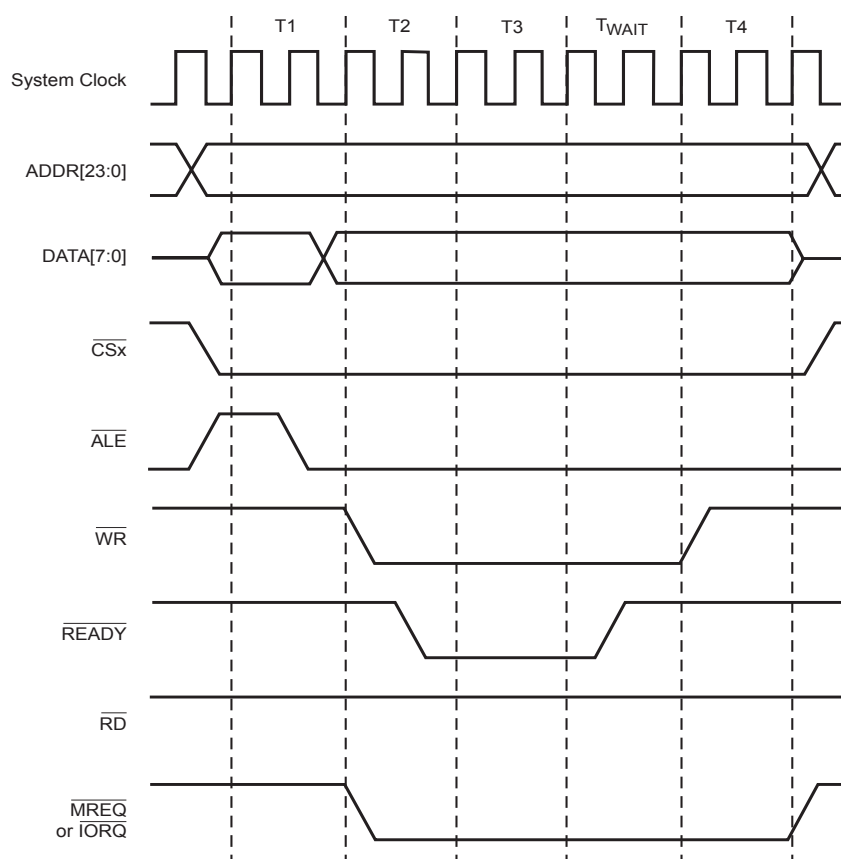 T1 T2 T3 TWAIT T4
System Clock
ADDR[23:0]
DATA[7:0]
CSx
ALE
WR
READY
RD
MREQ
or IORQ